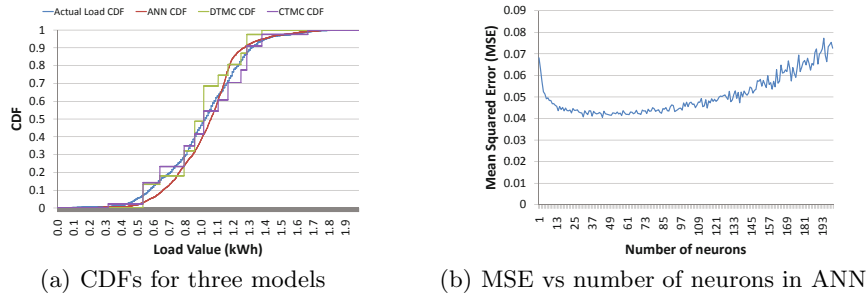 Actual Load CDF ANN CDF DTMC CDF CTMC CDF
1
0.9
0.8
0.7
0.6
0.5
0.4
0.3
0.2
0.1
0
CDF
0.0 0.1 0.2 0.3 0.4 0.5 0.6 0.7 0.8 0.9 1.0 1.1 1.2 1.3 1.4 1.5 1.6 1.7 1.8 1.9
Load Value (kWh)
(a) CDFs for three models
0.09
0.08
0.07
0.06
0.05
0.04
0.03
0.02
0.01
0
Mean Squared Error (MSE)
1 13 25 37 49 61 73 85 97 109 121 133 145 157 169 181 193
Number of neurons
(b) MSE vs number of neurons in ANN